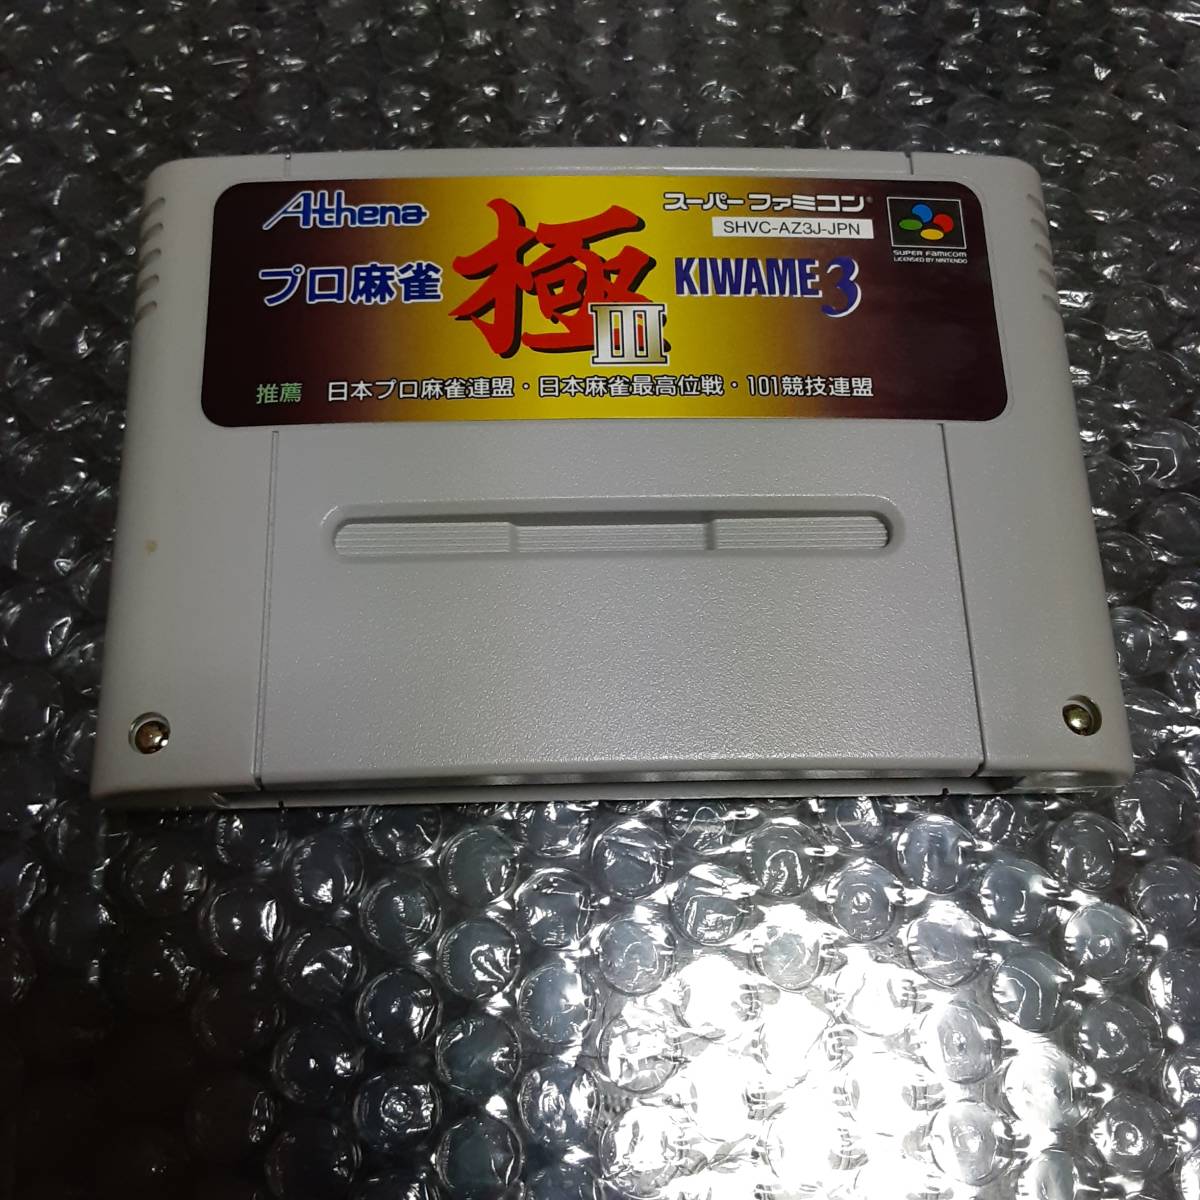 Athena
スーパーファミコン®
SHVC-AZ3J-JPN
SUPER FAMICOM
LICENSED BY NINTENDO
プロ麻雀 極 III KIWAME 3
推薦 日本プロ麻雀連盟・日本麻雀最高位戦・101競技連盟